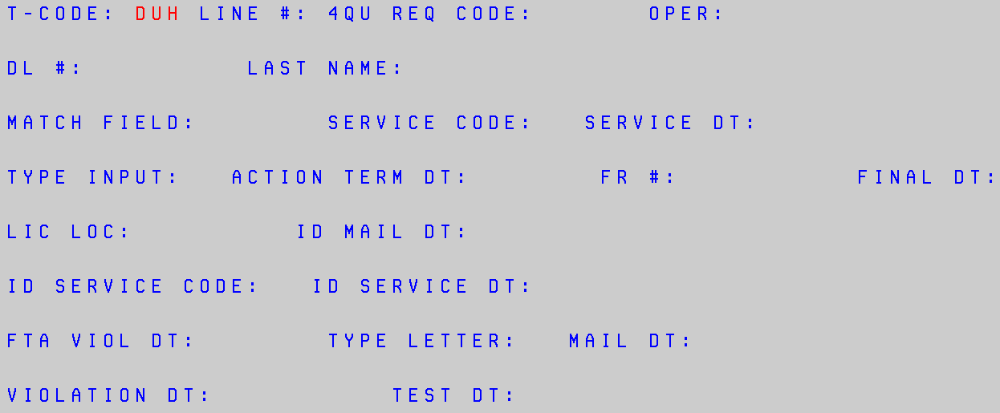 T-CODE: DUH LINE #: 4QU REQ CODE: OPER:
DL #: LAST NAME:
MATCH FIELD: SERVICE CODE: SERVICE DT:
TYPE INPUT: ACTION TERM DT: FR #: FINAL DT:
LIC LOC: ID MAIL DT:
ID SERVICE CODE: ID SERVICE DT:
FTA VIOL DT: TYPE LETTER: MAIL DT:
VIOLATION DT: TEST DT: